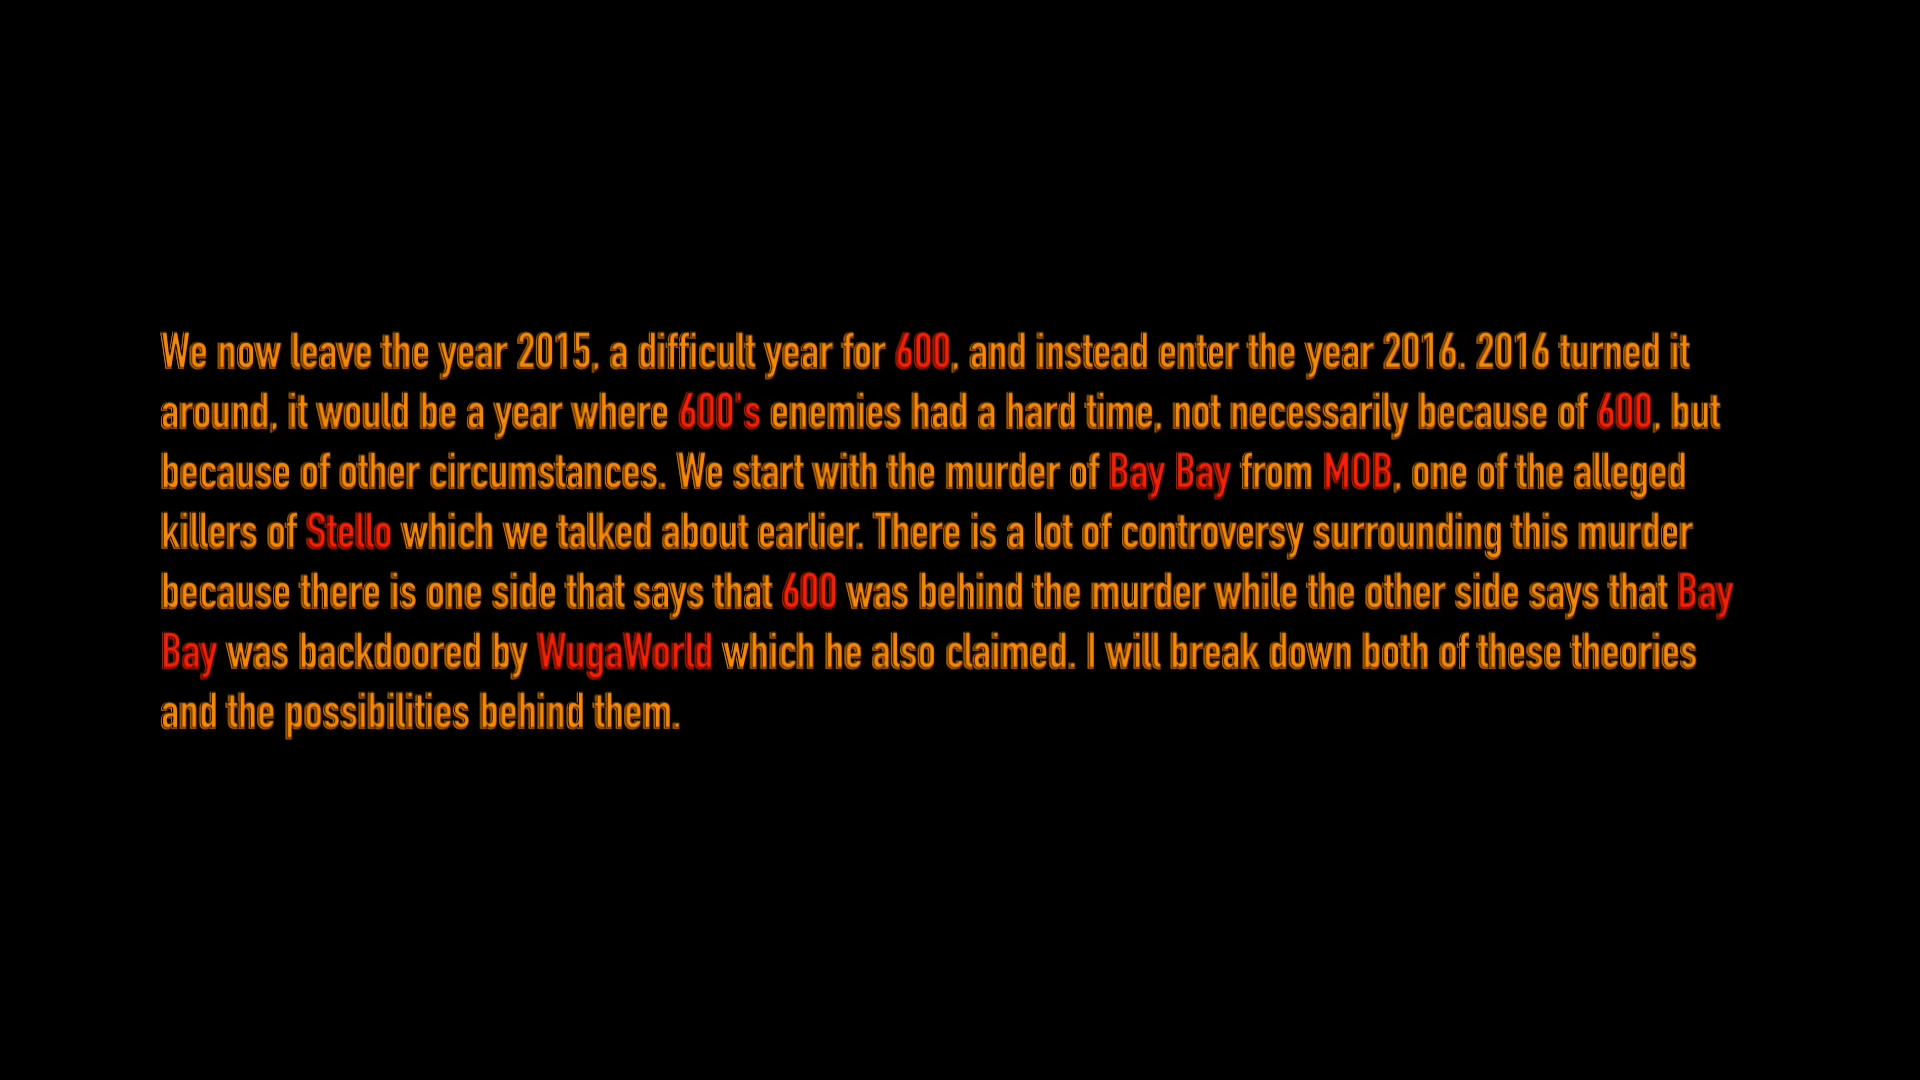 We now leave the year 2015, a difficult year for 600, and instead enter the year 2016. 2016 turned it
around, it would be a year where 600's enemies had a hard time, not necessarily because of 600, but
because of other circumstances. We start with the murder of Bay Bay from MOB, one of the alleged
killers of Stello which we talked about earlier. There is a lot of controversy surrounding this murder
because there is one side that says that 600 was behind the murder while the other side says that Bay
Bay was backdoored by WugaWorld which he also claimed. I will break down both of these theories
and the possibilities behind them.